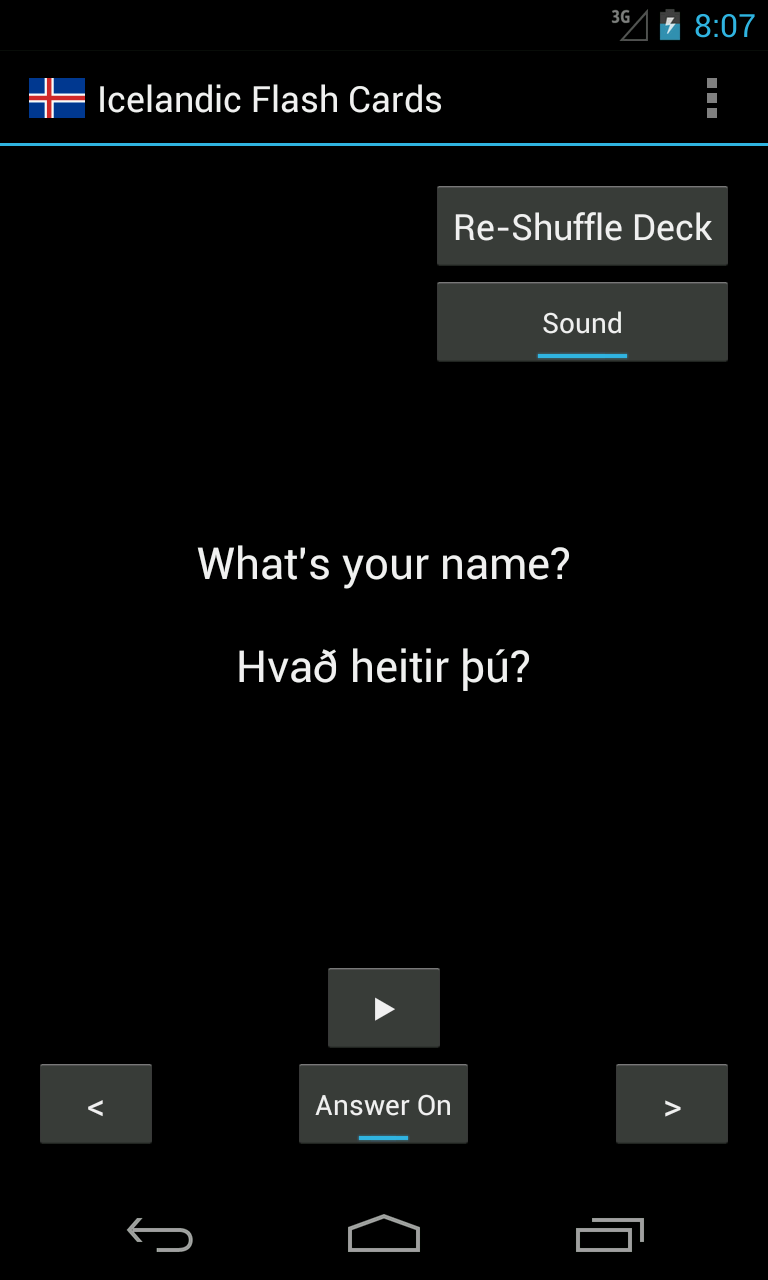 3G 8:07
Icelandic Flash Cards
Re-Shuffle Deck
Sound
What's your name?
Hvað heitir þú?
< Answer On >